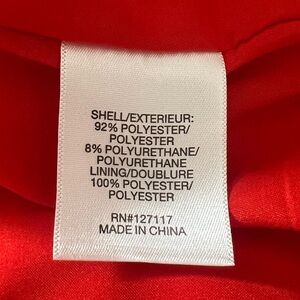 SHELL/EXTERIEUR:
92% POLYESTER/
POLYESTER
8% POLYURETHANE/
POLYURETHANE
LINING/DOUBLURE
100% POLYESTER/
POLYESTER
RN#127117
MADE IN CHINA